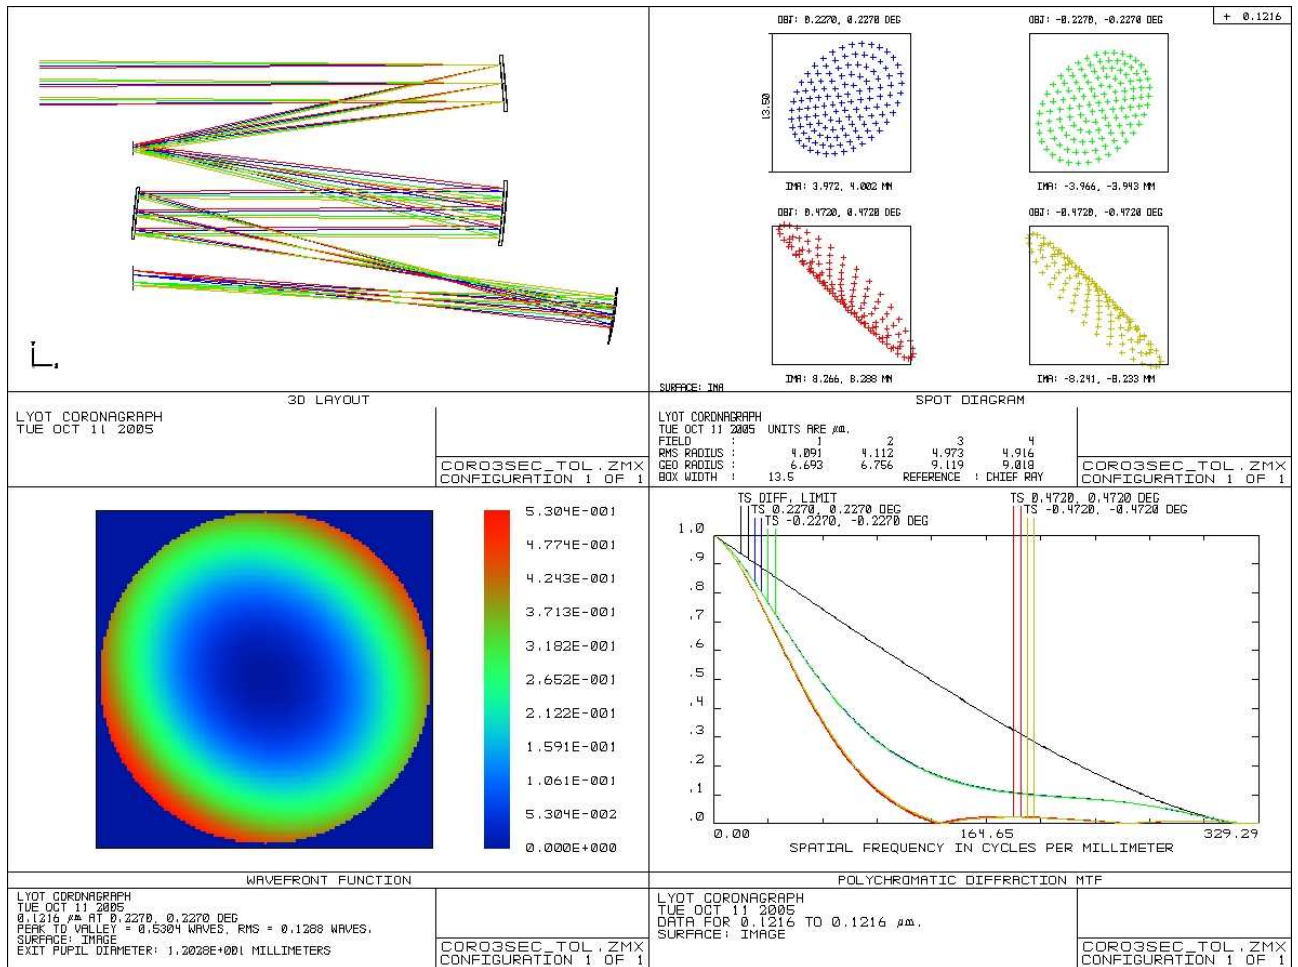 Y
Z
3D LAYOUT
LYOT CORONAGRAPH
TUE OCT 11 2005
CORO3SEC_TOL.ZMX
CONFIGURATION 1 OF 1
+ 0.1216
OBJ: 0.2270, 0.2270 DEG
OBJ: -0.2270, -0.2270 DEG
13.50
IMA: 3.972, 4.002 MM
IMA: -3.966, -3.943 MM
OBJ: 0.4720, 0.4720 DEG
OBJ: -0.4720, -0.4720 DEG
IMA: 8.266, 8.288 MM
IMA: -8.241, -8.233 MM
SURFACE: IMA
SPOT DIAGRAM
LYOT CORONAGRAPH
TUE OCT 11 2005 UNITS ARE µm.
FIELD : 1 2 3 4
RMS RADIUS : 4.091 4.112 4.973 4.916
GEO RADIUS : 6.693 6.756 9.119 9.018
BOX WIDTH : 13.5 REFERENCE : CHIEF RAY
CORO3SEC_TOL.ZMX
CONFIGURATION 1 OF 1
5.304E-001
4.774E-001
4.243E-001
3.713E-001
3.182E-001
2.652E-001
2.122E-001
1.591E-001
1.061E-001
5.304E-002
0.000E+000
WAVEFRONT FUNCTION
LYOT CORONAGRAPH
TUE OCT 11 2005
0.1216 µm AT 0.2270, 0.2270 DEG
PEAK TO VALLEY = 0.5304 WAVES, RMS = 0.1288 WAVES.
SURFACE: IMAGE
EXIT PUPIL DIAMETER: 1.2028E+001 MILLIMETERS
CORO3SEC_TOL.ZMX
CONFIGURATION 1 OF 1
TS DIFF. LIMIT
TS 0.2270, 0.2270 DEG
TS -0.2270, -0.2270 DEG
TS 0.4720, 0.4720 DEG
TS -0.4720, -0.4720 DEG
1.0
.9
.8
.7
.6
.5
.4
.3
.2
.1
.0
0.00
164.65
329.29
SPATIAL FREQUENCY IN CYCLES PER MILLIMETER
POLYCHROMATIC DIFFRACTION MTF
LYOT CORONAGRAPH
TUE OCT 11 2005
DATA FOR 0.1216 TO 0.1216 µm.
SURFACE: IMAGE
CORO3SEC_TOL.ZMX
CONFIGURATION 1 OF 1